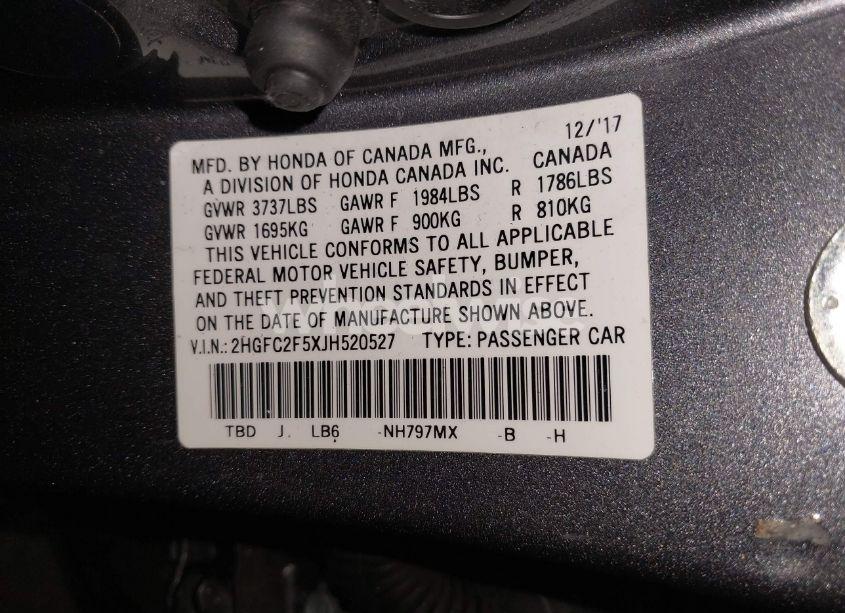 12/'17
MFD. BY HONDA OF CANADA MFG.,
A DIVISION OF HONDA CANADA INC. CANADA
GVWR 3737LBS GAWR F 1984LBS R 1786LBS
GVWR 1695KG GAWR F 900KG R 810KG
THIS VEHICLE CONFORMS TO ALL APPLICABLE
FEDERAL MOTOR VEHICLE SAFETY, BUMPER,
AND THEFT PREVENTION STANDARDS IN EFFECT
ON THE DATE OF MANUFACTURE SHOWN ABOVE.
V.I.N.: 2HGFC2F5XJH520527 TYPE: PASSENGER CAR
TBD J. LB6 -NH797MX -B -H